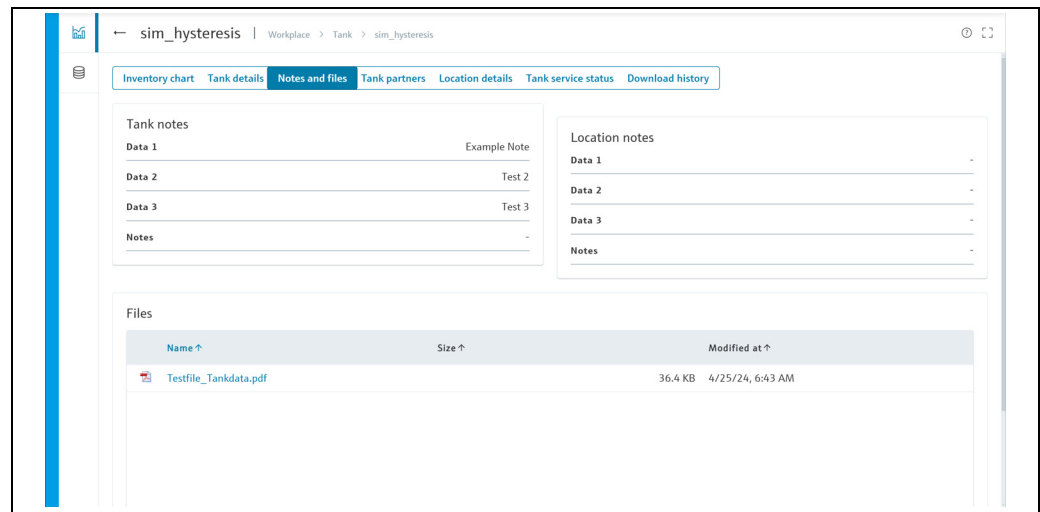 ← sim_hysteresis | Workplace > Tank > sim_hysteresis
Inventory chart Tank details Notes and files Tank partners Location details Tank service status Download history
Tank notes
Data 1 Example Note
Data 2 Test 2
Data 3 Test 3
Notes -
Location notes
Data 1 -
Data 2 -
Data 3 -
Notes -
Files
Name ↑ Size ↑ Modified at ↑
Testfile_Tankdata.pdf 36.4 KB 4/25/24, 6:43 AM